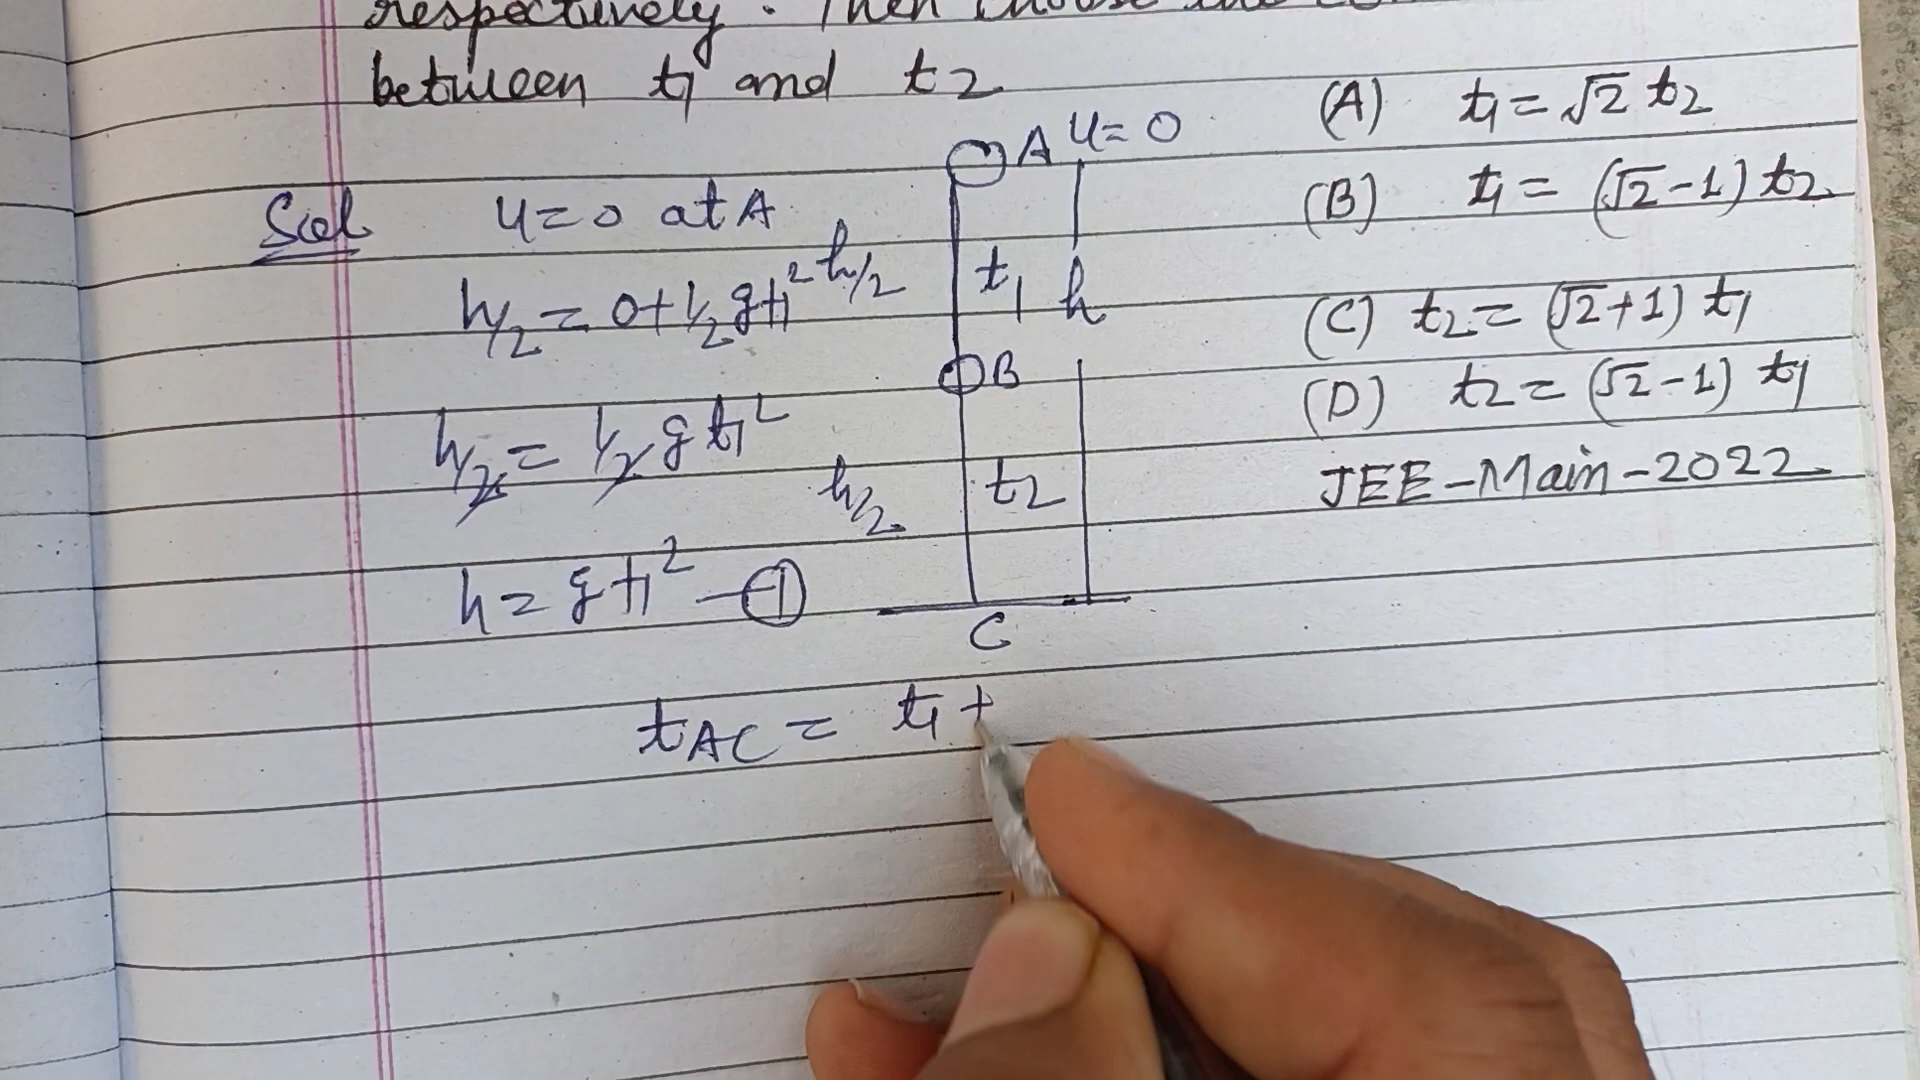 respectively. Then choose the
between t1 and t2
(A) t1 = √2 t2
(B) t1 = (√2-1) t2
(C) t2 = (√2+1) t1
(D) t2 = (√2-1) t1
JEE-Main-2022
Sol u=0 at A
h/2 = 0+1/2 gt1²
h/2 = 1/2 g t1²
h = gt1² — ①
A u=0
h/2 t1 h
B
h/2 t2
C
tAC = t1 +